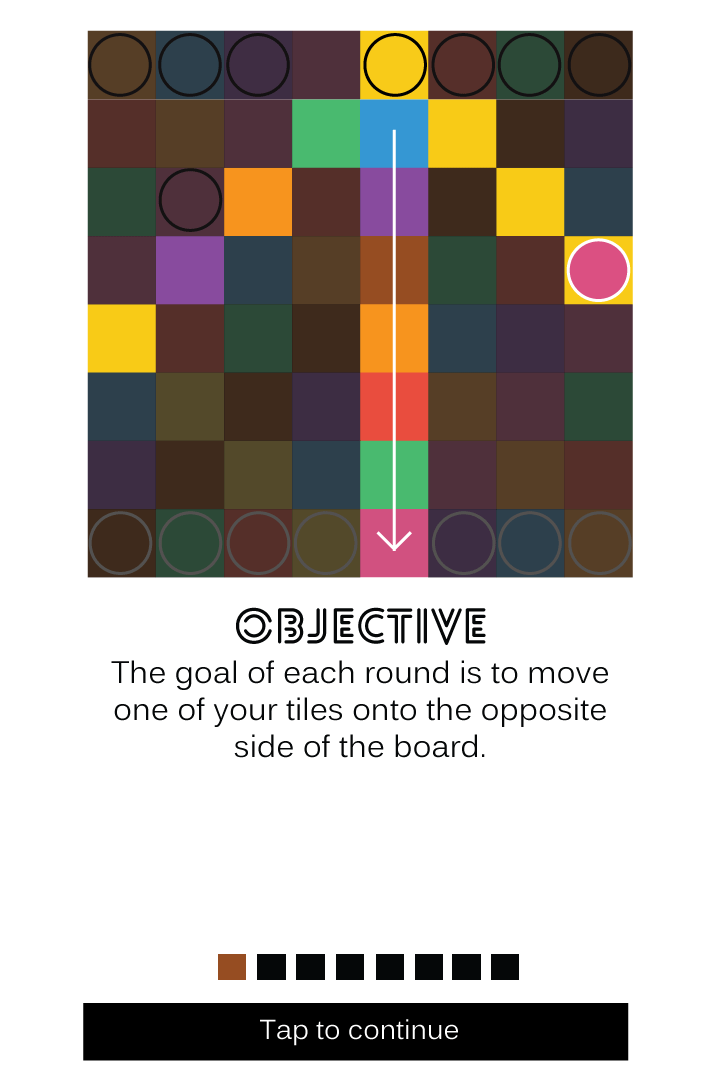 OBJECTIVE
The goal of each round is to move
one of your tiles onto the opposite
side of the board.
Tap to continue